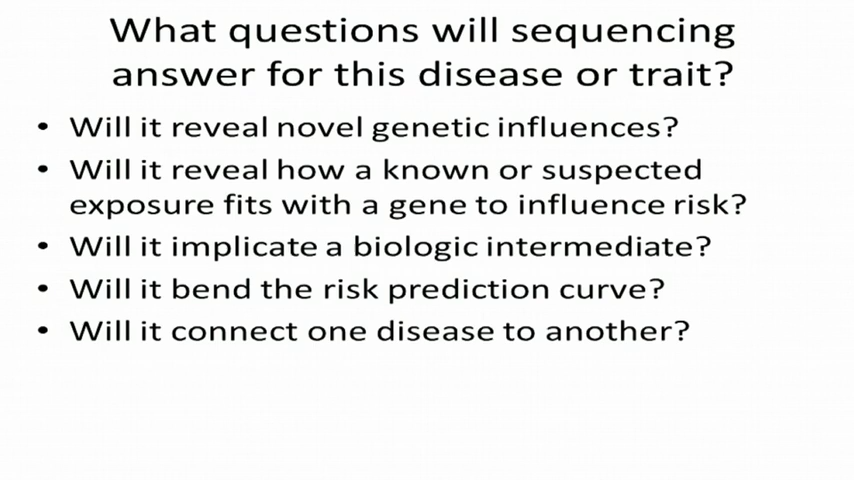 What questions will sequencing
answer for this disease or trait?
• Will it reveal novel genetic influences?
• Will it reveal how a known or suspected
exposure fits with a gene to influence risk?
• Will it implicate a biologic intermediate?
• Will it bend the risk prediction curve?
• Will it connect one disease to another?